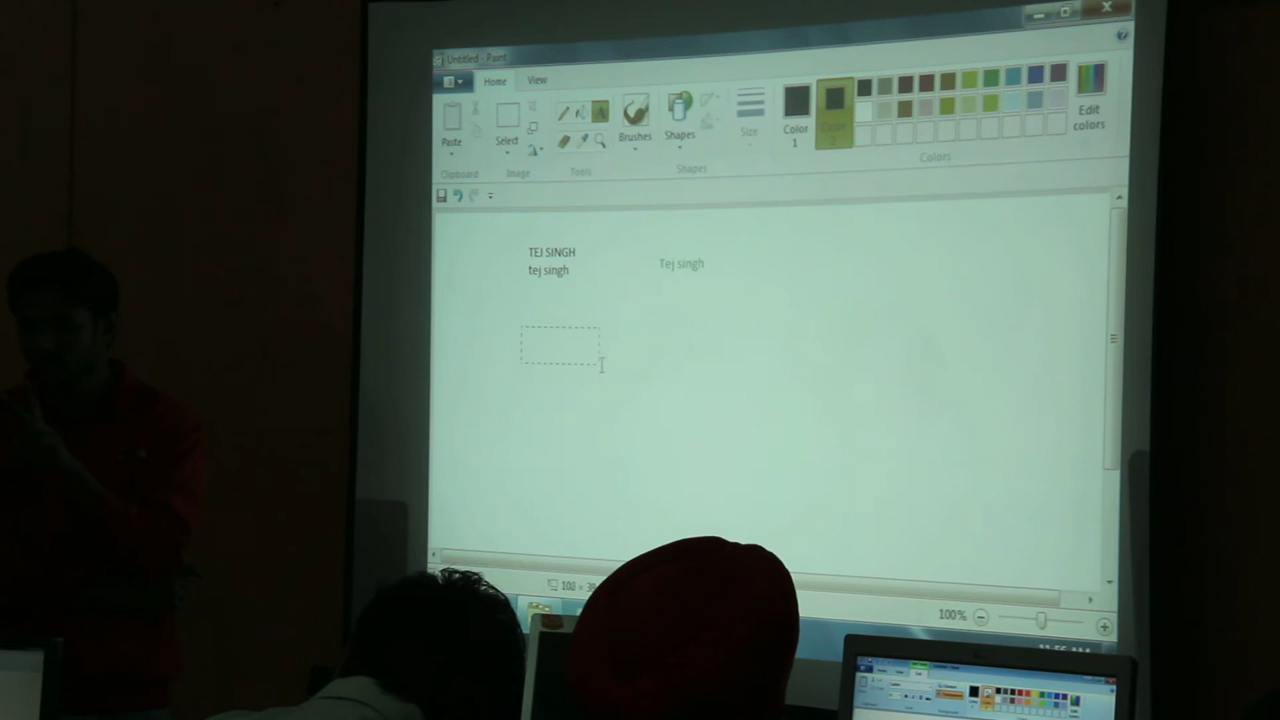 Untitled - Paint
Home View
Paste
Select
Brushes
Shapes
Size
Color 1
Edit colors
Clipboard
Image
Tools
Shapes
Colors
TEJ SINGH
tej singh
Tej singh
100%